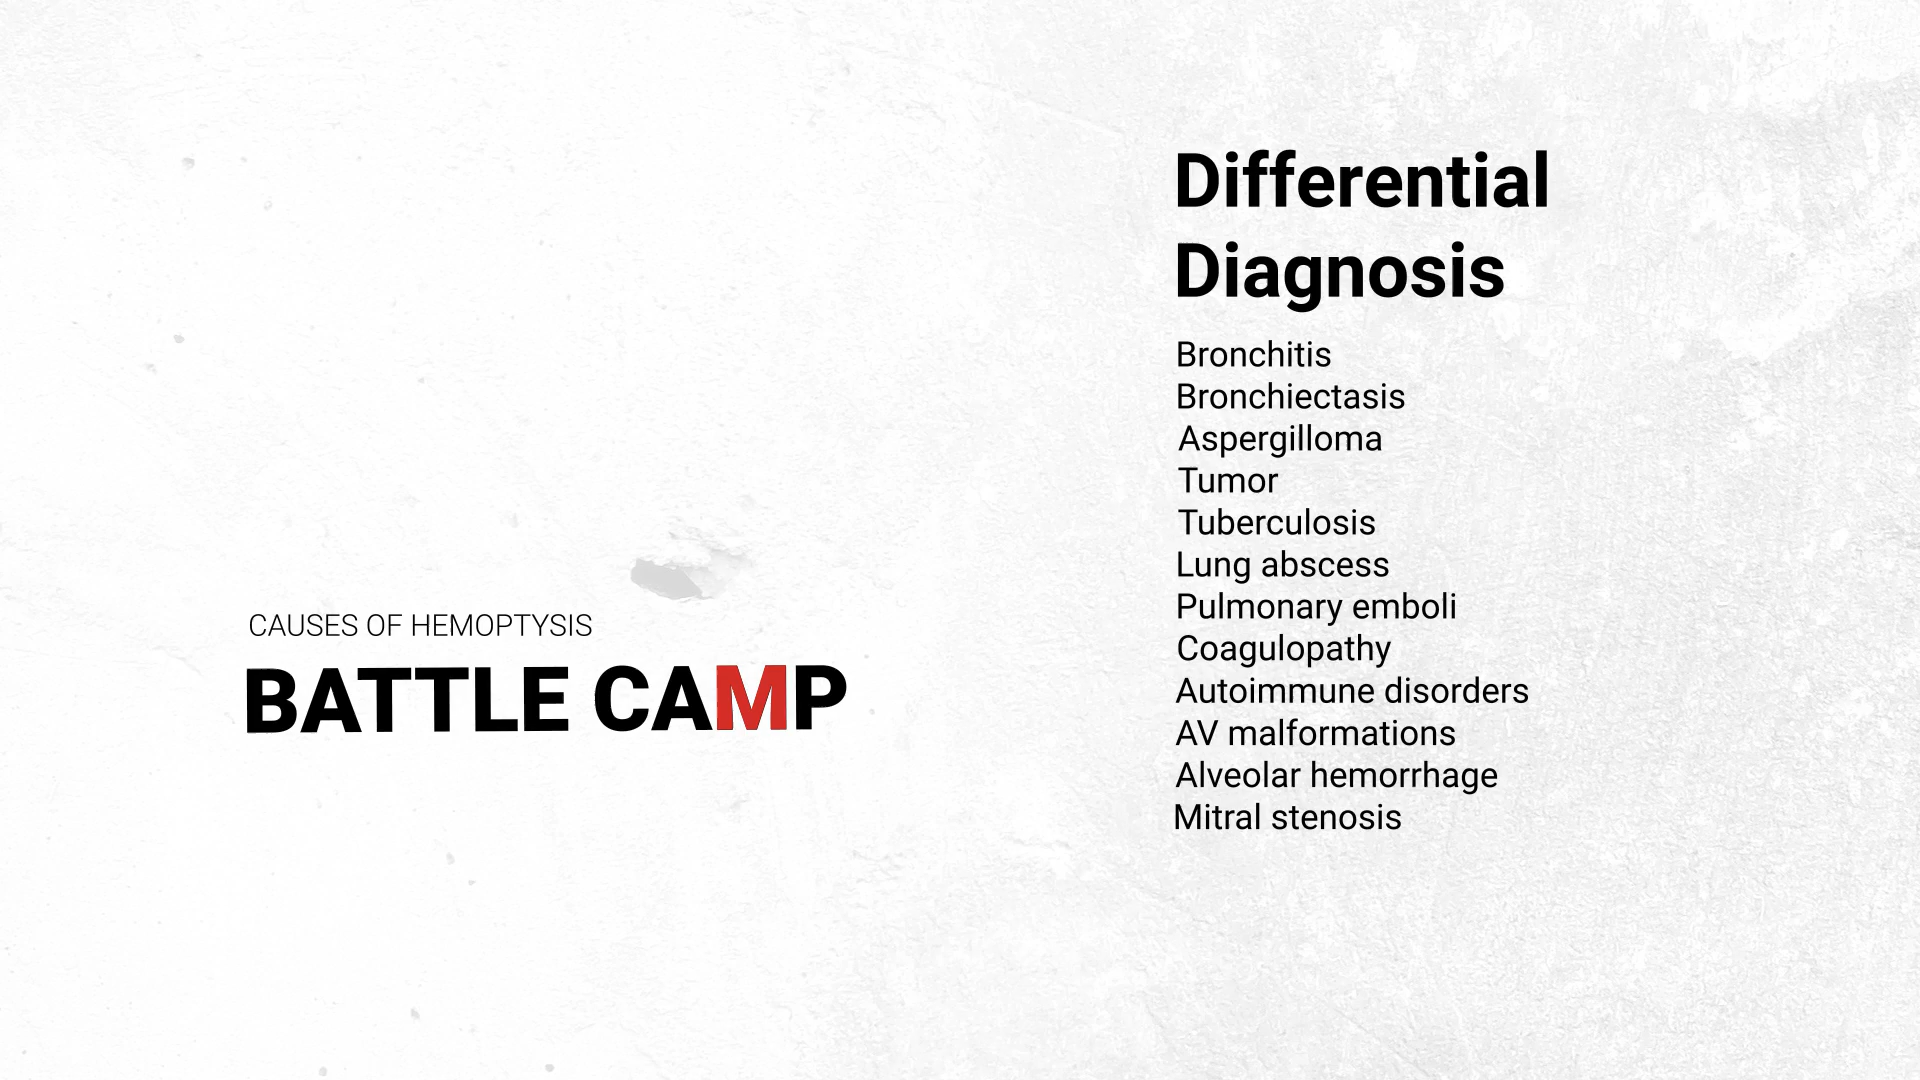 CAUSES OF HEMOPTYSIS
BATTLE CAMP
Differential
Diagnosis
Bronchitis
Bronchiectasis
Aspergilloma
Tumor
Tuberculosis
Lung abscess
Pulmonary emboli
Coagulopathy
Autoimmune disorders
AV malformations
Alveolar hemorrhage
Mitral stenosis